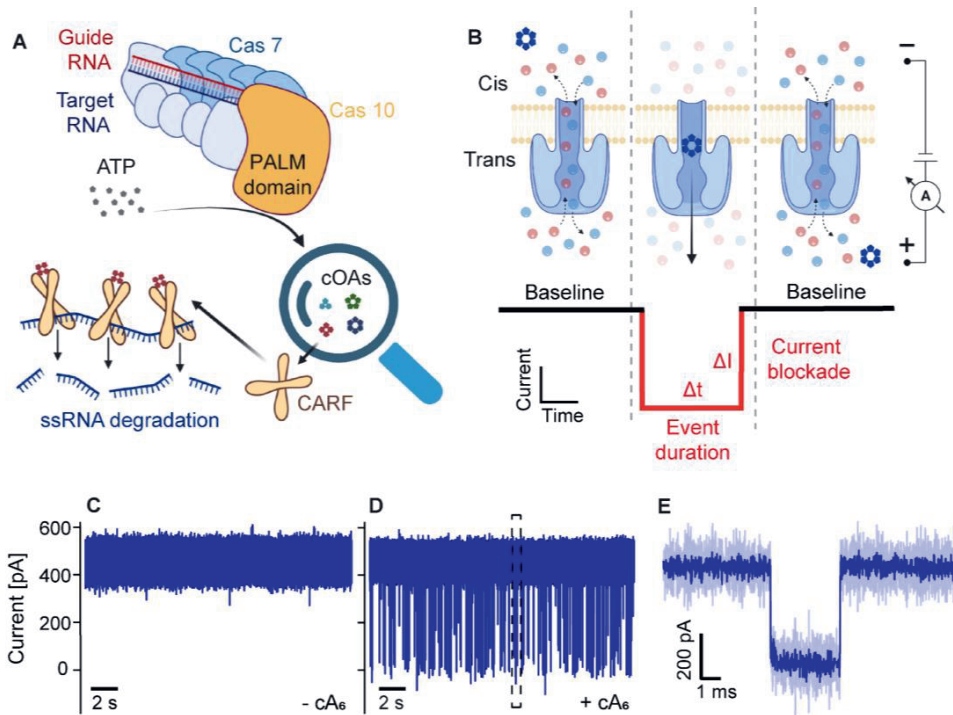 A
Guide
RNA
Target
RNA
Cas 7
Cas 10
PALM
domain
ATP
cOAs
CARF
ssRNA degradation
B
Cis
Trans
−
A
+
Baseline
Baseline
Current
Time
Δt
ΔI
Event
duration
Current
blockade
C
Current [pA]
600
400
200
0
2 s
- cA₆
D
2 s
+ cA₆
E
200 pA
1 ms